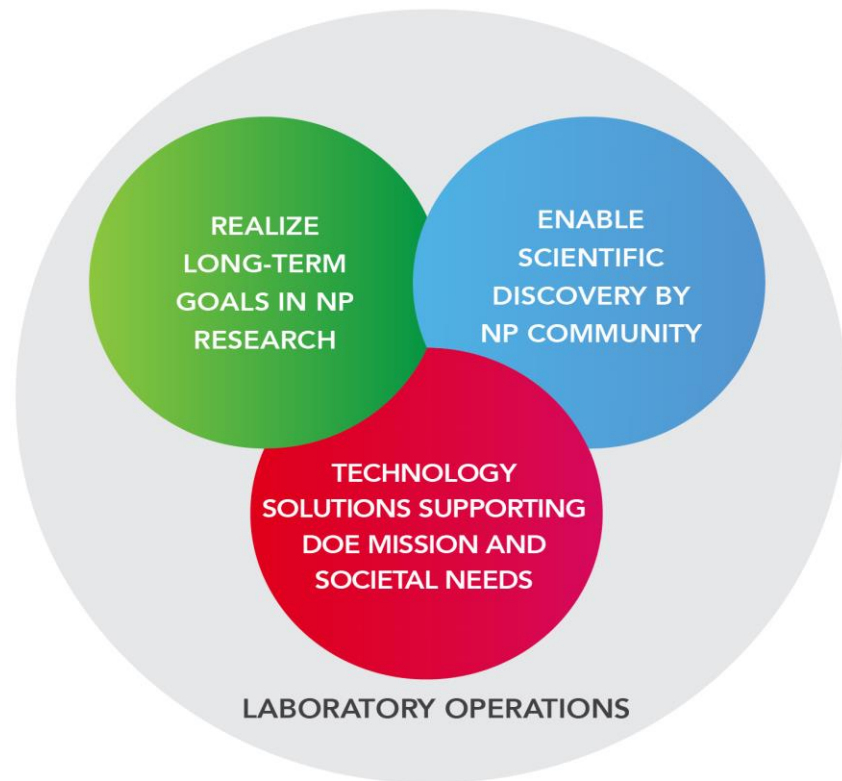 REALIZE
LONG-TERM
GOALS IN NP
RESEARCH
ENABLE
SCIENTIFIC
DISCOVERY BY
NP COMMUNITY
TECHNOLOGY
SOLUTIONS SUPPORTING
DOE MISSION AND
SOCIETAL NEEDS
LABORATORY OPERATIONS